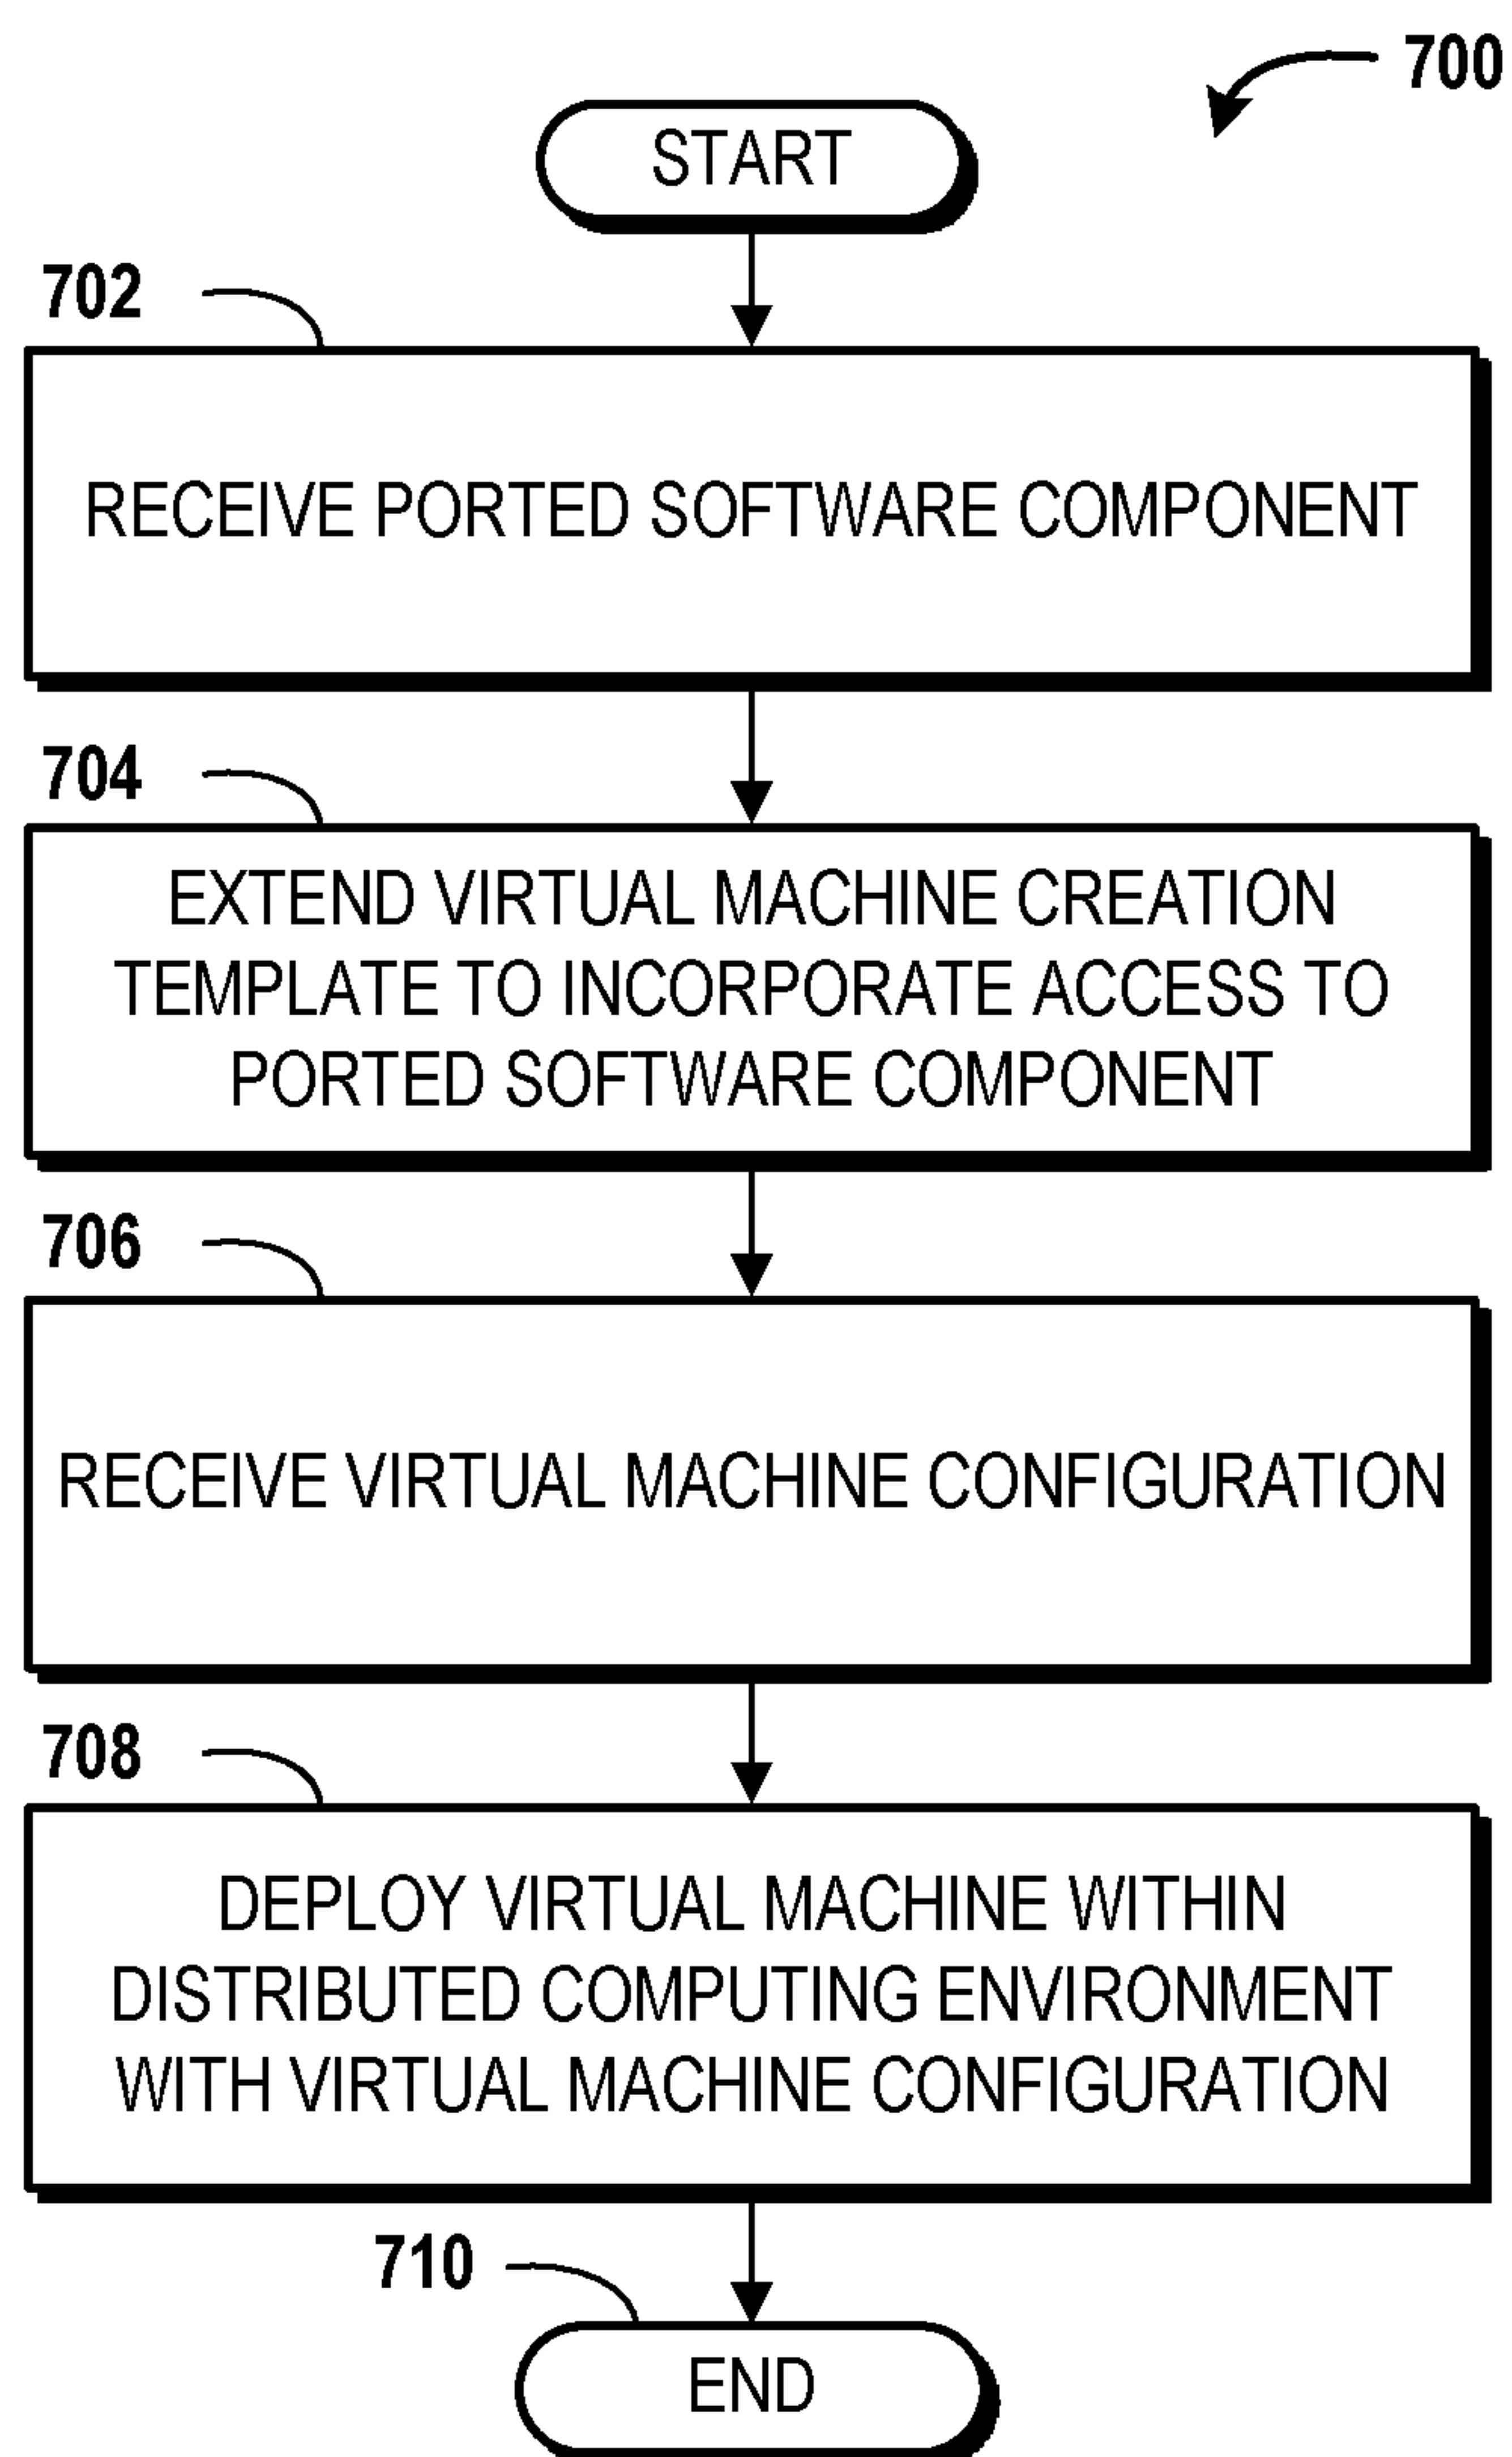 700
START
702
RECEIVE PORTED SOFTWARE COMPONENT
704
EXTEND VIRTUAL MACHINE CREATION
TEMPLATE TO INCORPORATE ACCESS TO
PORTED SOFTWARE COMPONENT
706
RECEIVE VIRTUAL MACHINE CONFIGURATION
708
DEPLOY VIRTUAL MACHINE WITHIN
DISTRIBUTED COMPUTING ENVIRONMENT
WITH VIRTUAL MACHINE CONFIGURATION
710
END